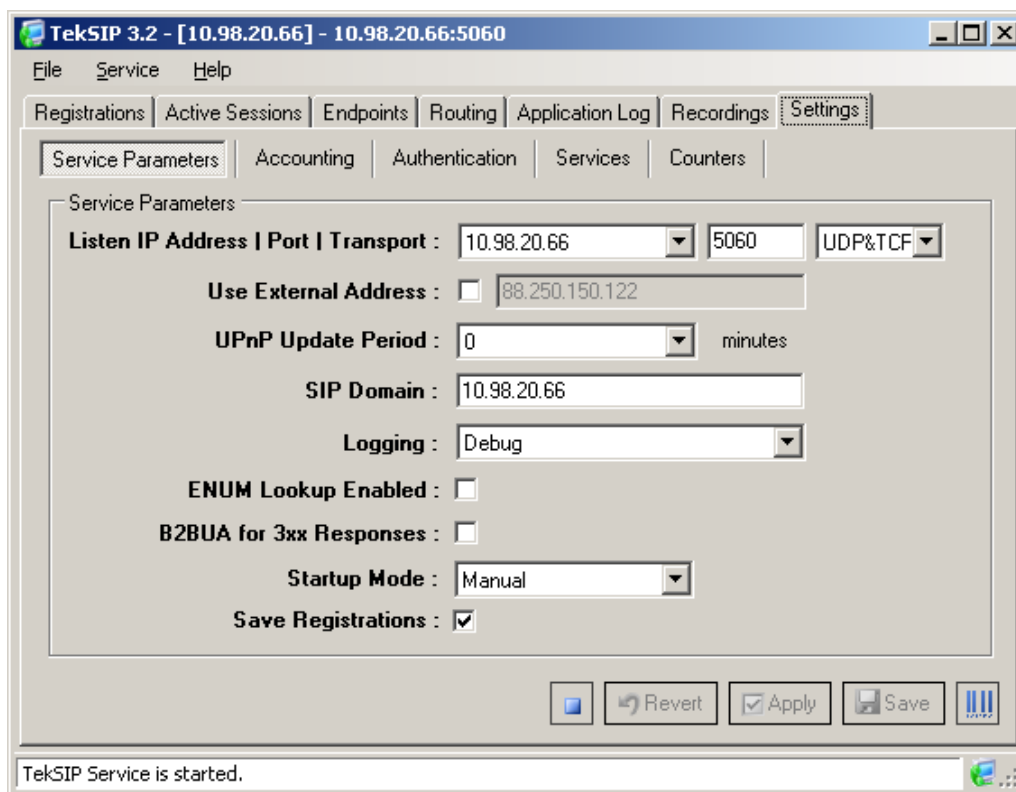 TekSIP 3.2 - [10.98.20.66] - 10.98.20.66:5060
File Service Help
Registrations Active Sessions Endpoints Routing Application Log Recordings Settings
Service Parameters Accounting Authentication Services Counters
Service Parameters
Listen IP Address | Port | Transport : 10.98.20.66 5060 UDP&TCF
Use External Address : 88.250.150.122
UPnP Update Period : 0 minutes
SIP Domain : 10.98.20.66
Logging : Debug
ENUM Lookup Enabled :
B2BUA for 3xx Responses :
Startup Mode : Manual
Save Registrations :
Revert Apply Save
TekSIP Service is started.